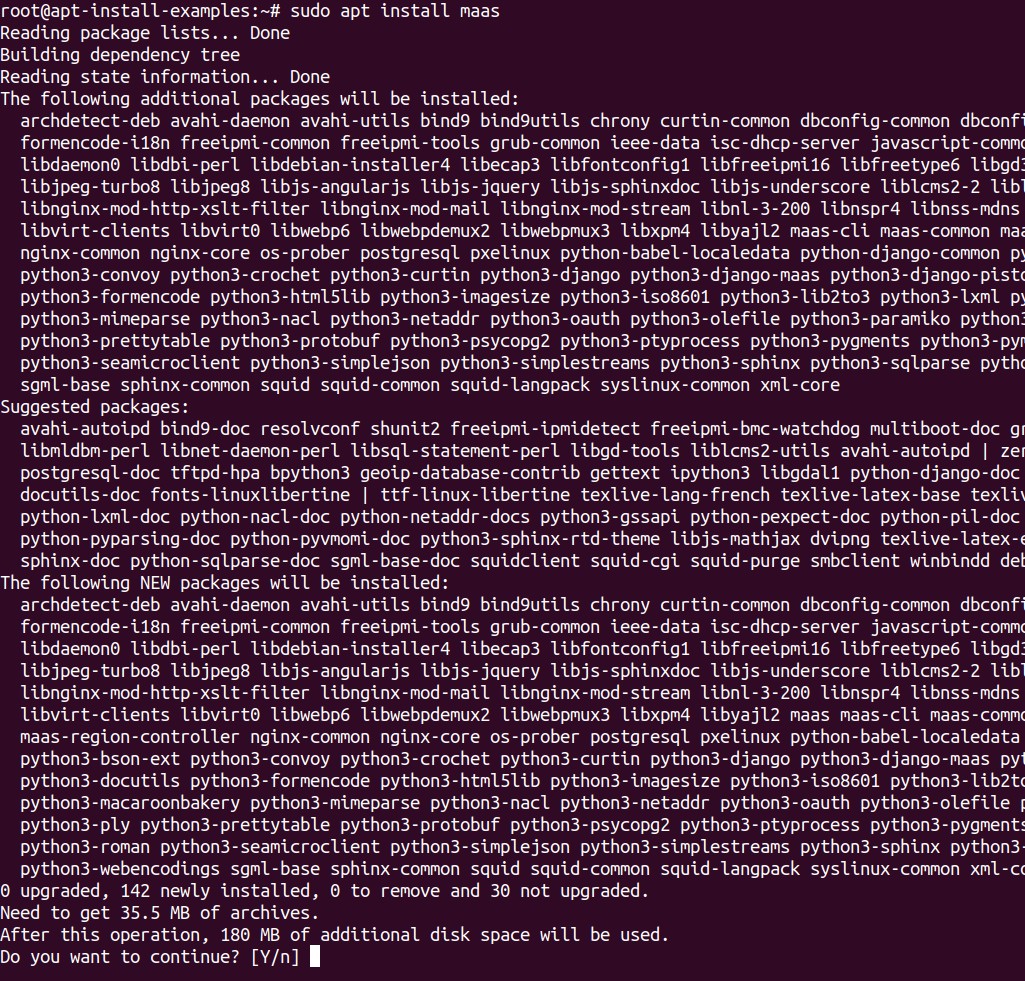 root@apt-install-examples:~# sudo apt install maas
Reading package lists... Done
Building dependency tree
Reading state information... Done
The following additional packages will be installed:
archdetect-deb avahi-daemon avahi-utils bind9 bind9utils chrony curtin-common dbconfig-common dbconfi
formencode-i18n freeipmi-common freeipmi-tools grub-common ieee-data isc-dhcp-server javascript-commo
libdaemon0 libdbi-perl libdebian-installer4 libecap3 libfontconfig1 libfreeipmi16 libfreetype6 libgd3
libjpeg-turbo8 libjpeg8 libjs-angularjs libjs-jquery libjs-sphinxdoc libjs-underscore liblcms2-2 libl
libnginx-mod-http-xslt-filter libnginx-mod-mail libnginx-mod-stream libnl-3-200 libnspr4 libnss-mdns
libvirt-clients libvirt0 libwebp6 libwebpdemux2 libwebpmux3 libxpm4 libyajl2 maas-cli maas-common maa
nginx-common nginx-core os-prober postgresql pxelinux python-babel-localedata python-django-common py
python3-convoy python3-crochet python3-curtin python3-django python3-django-maas python3-django-pisto
python3-formencode python3-html5lib python3-imagesize python3-iso8601 python3-lib2to3 python3-lxml py
python3-mimeparse python3-nacl python3-netaddr python3-oauth python3-olefile python3-paramiko python3
python3-prettytable python3-protobuf python3-psycopg2 python3-ptyprocess python3-pygments python3-pym
python3-seamicroclient python3-simplejson python3-simplestreams python3-sphinx python3-sqlparse pytho
sgml-base sphinx-common squid squid-common squid-langpack syslinux-common xml-core
Suggested packages:
avahi-autoipd bind9-doc resolvconf shunit2 freeipmi-ipmidetect freeipmi-bmc-watchdog multiboot-doc gr
libmldbm-perl libnet-daemon-perl libsql-statement-perl libgd-tools liblcms2-utils avahi-autoipd | zer
postgresql-doc tftpd-hpa bpython3 geoip-database-contrib gettext ipython3 libgdal1 python-django-doc
docutils-doc fonts-linuxlibertine | ttf-linux-libertine texlive-lang-french texlive-latex-base texliv
python-lxml-doc python-nacl-doc python-netaddr-docs python3-gssapi python-pexpect-doc python-pil-doc
python-pyparsing-doc python-pyvmomi-doc python3-sphinx-rtd-theme libjs-mathjax dvipng texlive-latex-e
sphinx-doc python-sqlparse-doc sgml-base-doc squidclient squid-cgi squid-purge smbclient winbindd deb
The following NEW packages will be installed:
archdetect-deb avahi-daemon avahi-utils bind9 bind9utils chrony curtin-common dbconfig-common dbconfi
formencode-i18n freeipmi-common freeipmi-tools grub-common ieee-data isc-dhcp-server javascript-commo
libdaemon0 libdbi-perl libdebian-installer4 libecap3 libfontconfig1 libfreeipmi16 libfreetype6 libgd3
libjpeg-turbo8 libjpeg8 libjs-angularjs libjs-jquery libjs-sphinxdoc libjs-underscore liblcms2-2 libl
libnginx-mod-http-xslt-filter libnginx-mod-mail libnginx-mod-stream libnl-3-200 libnspr4 libnss-mdns
libvirt-clients libvirt0 libwebp6 libwebpdemux2 libwebpmux3 libxpm4 libyajl2 maas maas-cli maas-commo
maas-region-controller nginx-common nginx-core os-prober postgresql pxelinux python-babel-localedata
python3-bson-ext python3-convoy python3-crochet python3-curtin python3-django python3-django-maas pyt
python3-docutils python3-formencode python3-html5lib python3-imagesize python3-iso8601 python3-lib2to
python3-macaroonbakery python3-mimeparse python3-nacl python3-netaddr python3-oauth python3-olefile p
python3-ply python3-prettytable python3-protobuf python3-psycopg2 python3-ptyprocess python3-pygments
python3-roman python3-seamicroclient python3-simplejson python3-simplestreams python3-sphinx python3-
python3-webencodings sgml-base sphinx-common squid squid-common squid-langpack syslinux-common xml-co
0 upgraded, 142 newly installed, 0 to remove and 30 not upgraded.
Need to get 35.5 MB of archives.
After this operation, 180 MB of additional disk space will be used.
Do you want to continue? [Y/n]